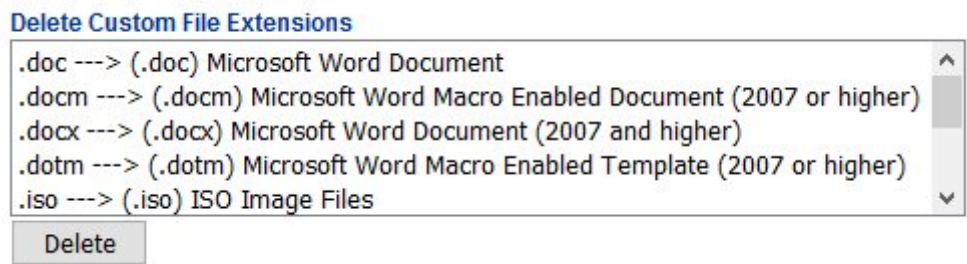 Delete Custom File Extensions
.doc ---> (.doc) Microsoft Word Document
.docm ---> (.docm) Microsoft Word Macro Enabled Document (2007 or higher)
.docx ---> (.docx) Microsoft Word Document (2007 and higher)
.dotm ---> (.dotm) Microsoft Word Macro Enabled Template (2007 or higher)
.iso ---> (.iso) ISO Image Files
Delete